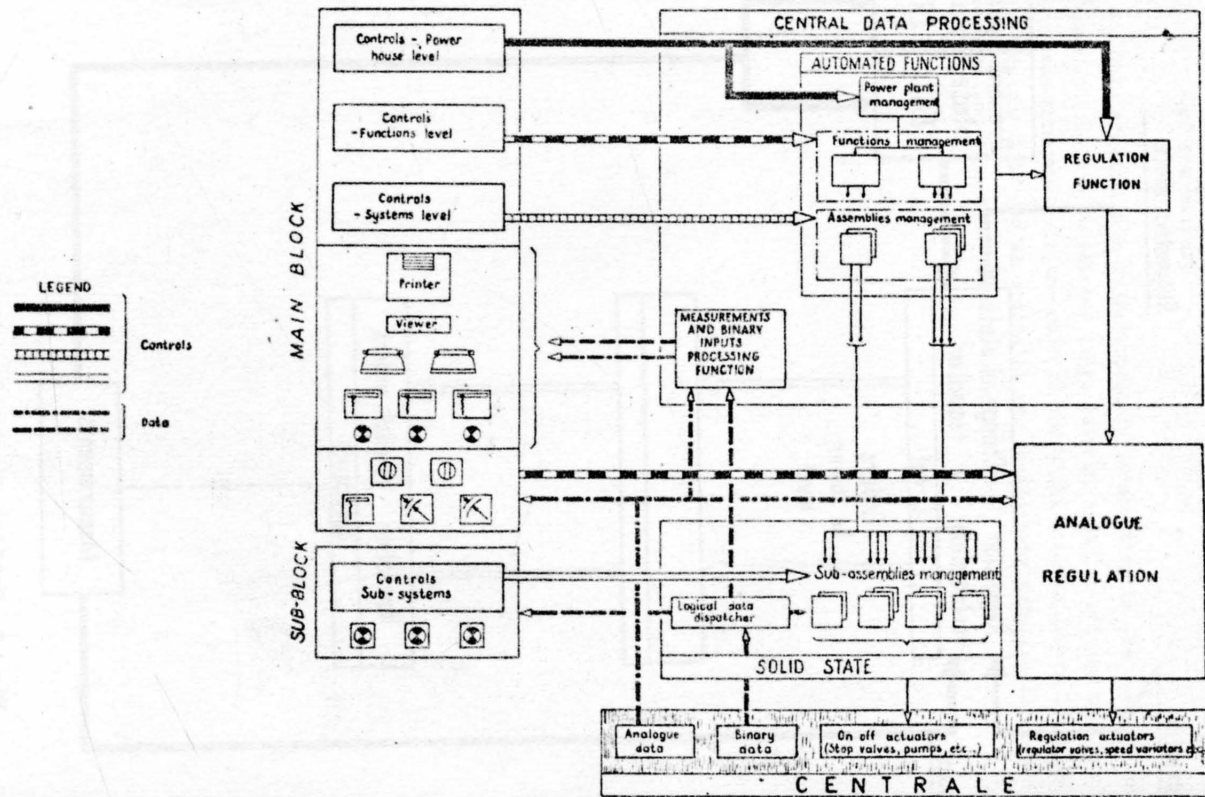 CENTRAL DATA PROCESSING
Controls - Power
house level
AUTOMATED FUNCTIONS
Power plant
management
Controls
-Functions level
Functions management
REGULATION
FUNCTION
Controls
- Systems level
Assemblies management
MAIN BLOCK
LEGEND
Controls
Data
Printer
Viewer
MEASUREMENTS
AND BINARY
INPUTS
PROCESSING
FUNCTION
ANALOGUE
REGULATION
SUB-BLOCK
Controls
Sub-systems
Sub-assemblies management
Logical data
dispatcher
SOLID STATE
Analogue
data
Binary
data
On off actuators
(Stop valves, pumps, etc...)
Regulation actuators
(regulator valves, speed variators etc.)
CENTRALE